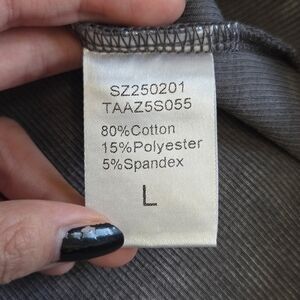 SZ250201
TAAZ5S055
80%Cotton
15%Polyester
5%Spandex
L